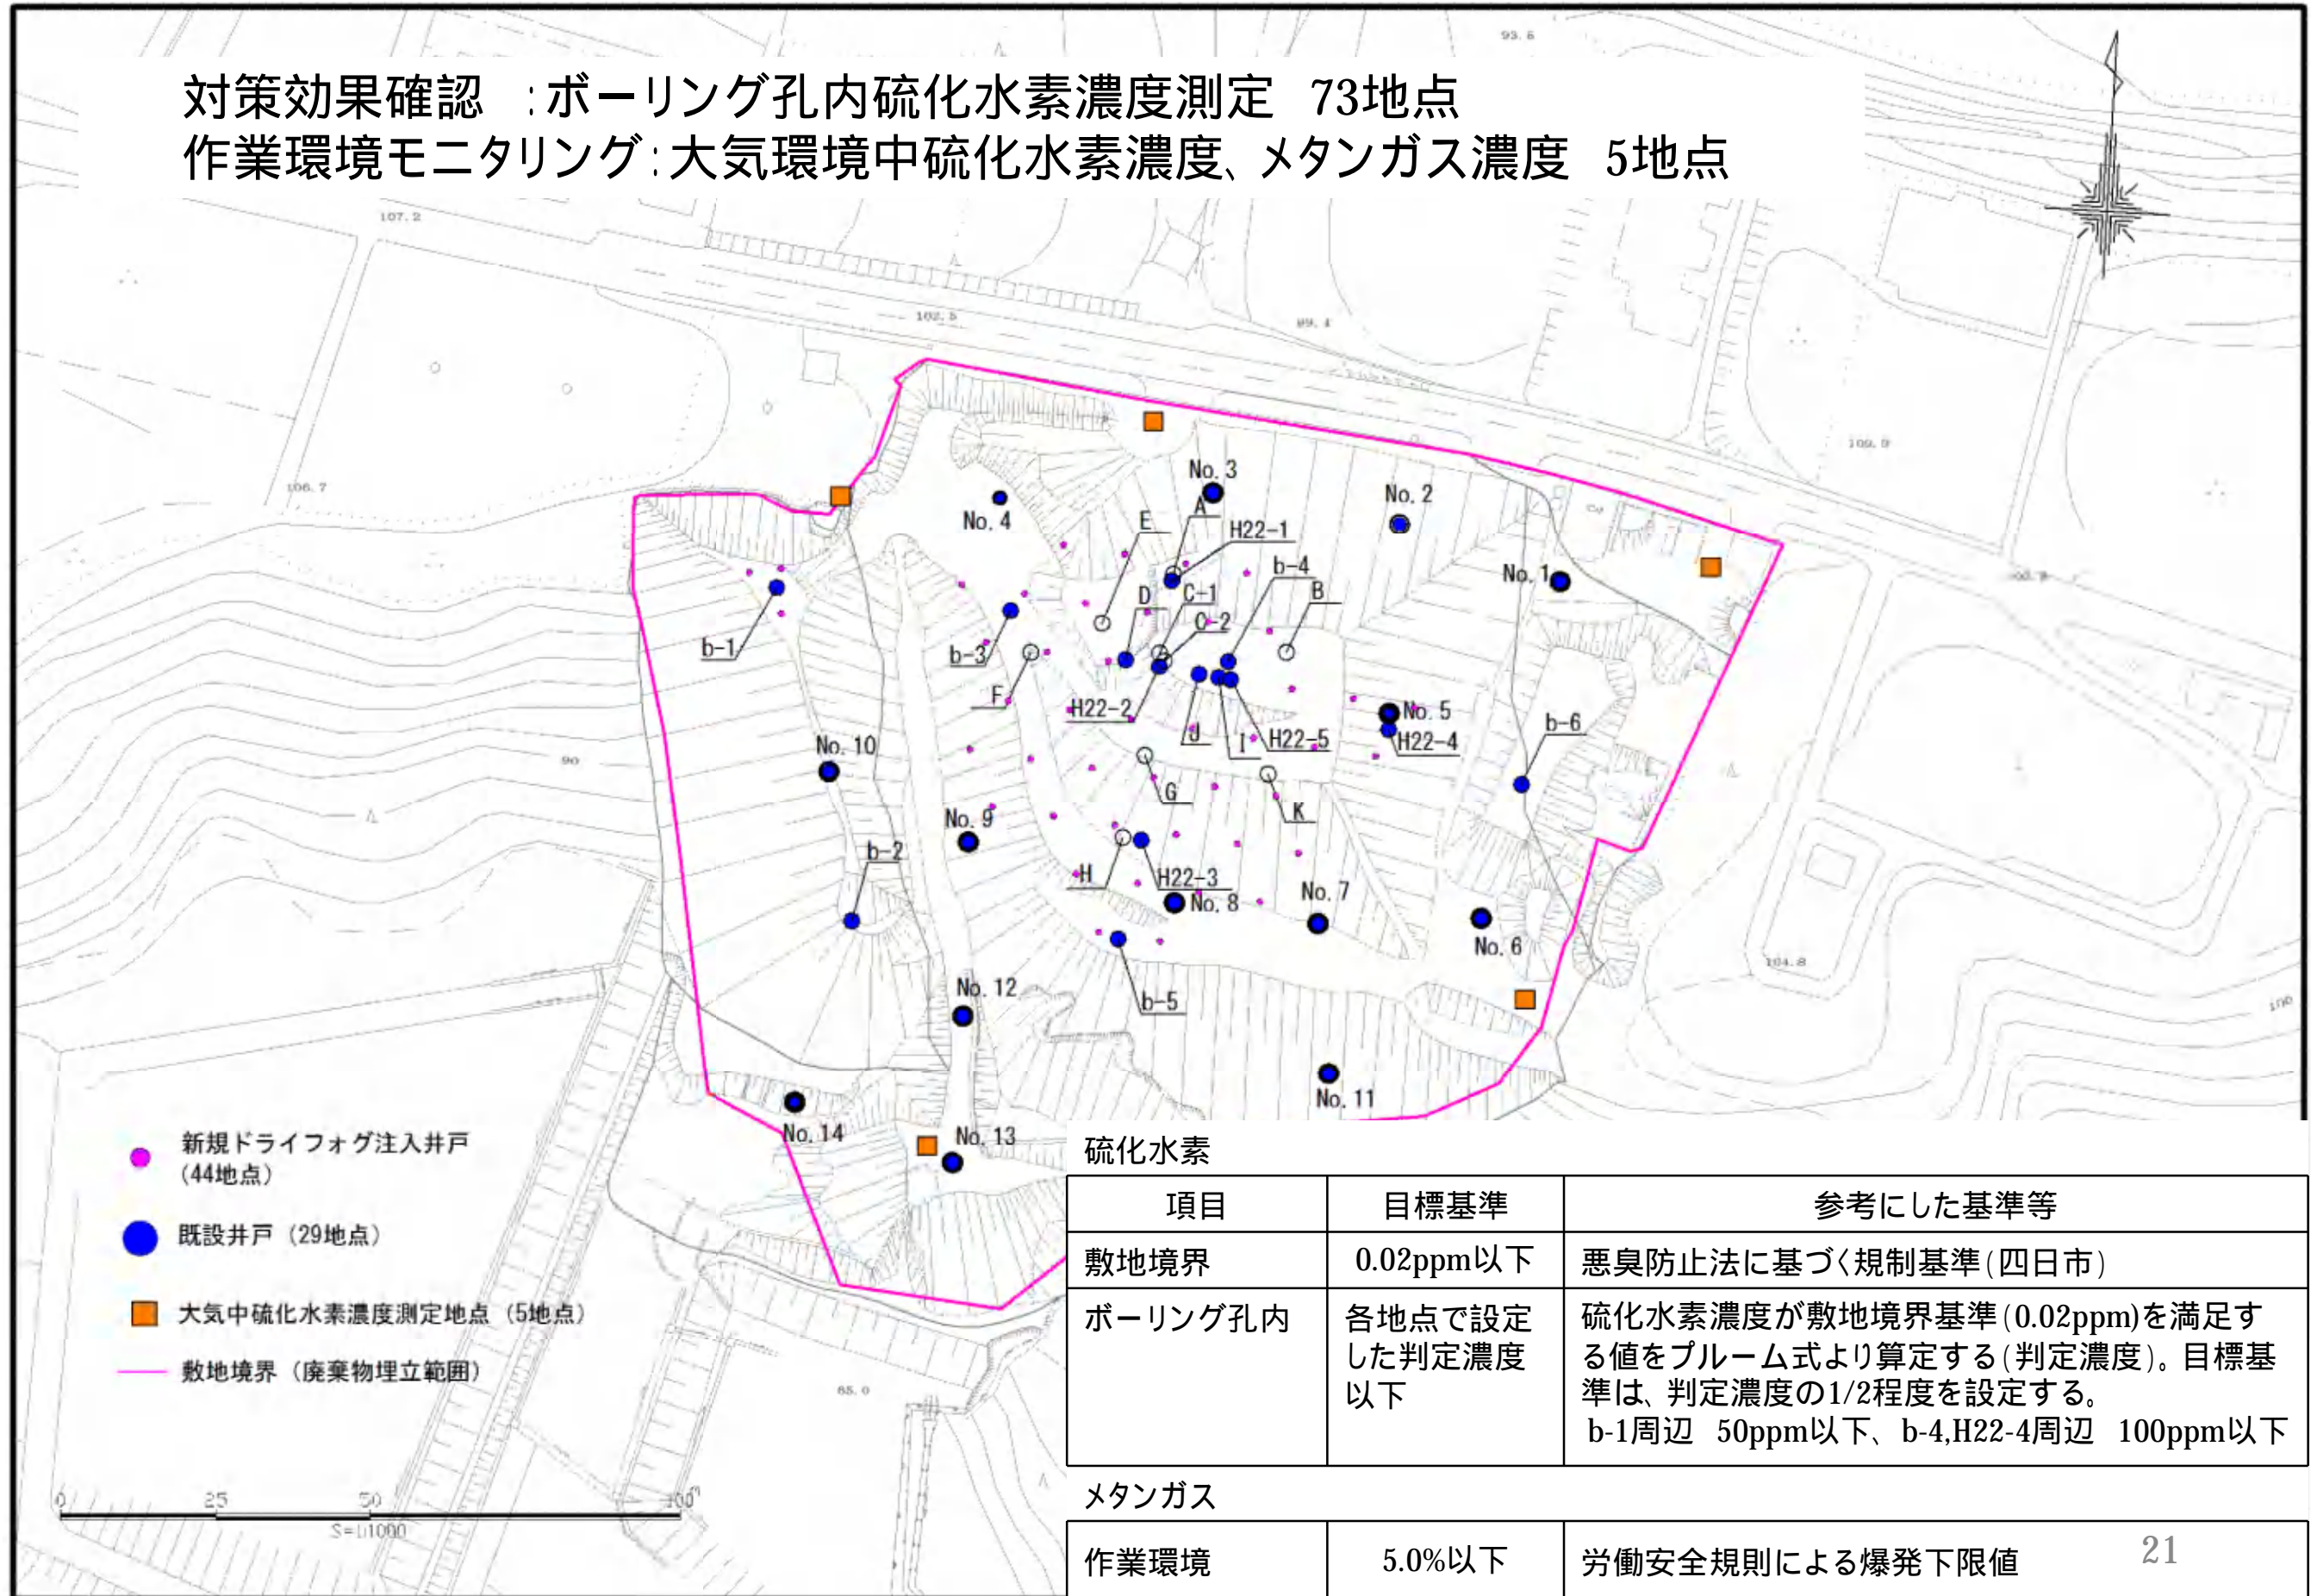 対策効果確認 :ボーリング孔内硫化水素濃度測定 73地点
作業環境モニタリング:大気環境中硫化水素濃度、メタンガス濃度 5地点
93.
107.2
102.5
99.4
106.7
No. 3
No. 2
No. 4
E
A
H22-1
b-4
No. 1
D
C-1
B
C-2
b-1
b-3
F
H22-2
No. 5
J
I
H22-5
H22-4
b-6
No. 10
90
G
K
No. 9
b-2
H
H22-3
No. 8
No. 7
No. 6
104.8
No. 12
b-5
100
No. 11
No. 14
No. 13
新規ドライフォグ注入井戸
(44地点)
既設井戸 (29地点)
大気中硫化水素濃度測定地点 (5地点)
敷地境界 (廃棄物埋立範囲)
85.0
0 25 50 100m
S=1:1000
硫化水素
項目 目標基準 参考にした基準等
敷地境界 0.02ppm以下 悪臭防止法に基づく規制基準(四日市)
ボーリング孔内 各地点で設定 硫化水素濃度が敷地境界基準(0.02ppm)を満足す
した判定濃度 る値をプルーム式より算定する(判定濃度)。目標基
以下 準は、判定濃度の1/2程度を設定する。
b-1周辺 50ppm以下、b-4,H22-4周辺 100ppm以下
メタンガス
作業環境 5.0%以下 労働安全規則による爆発下限値
21